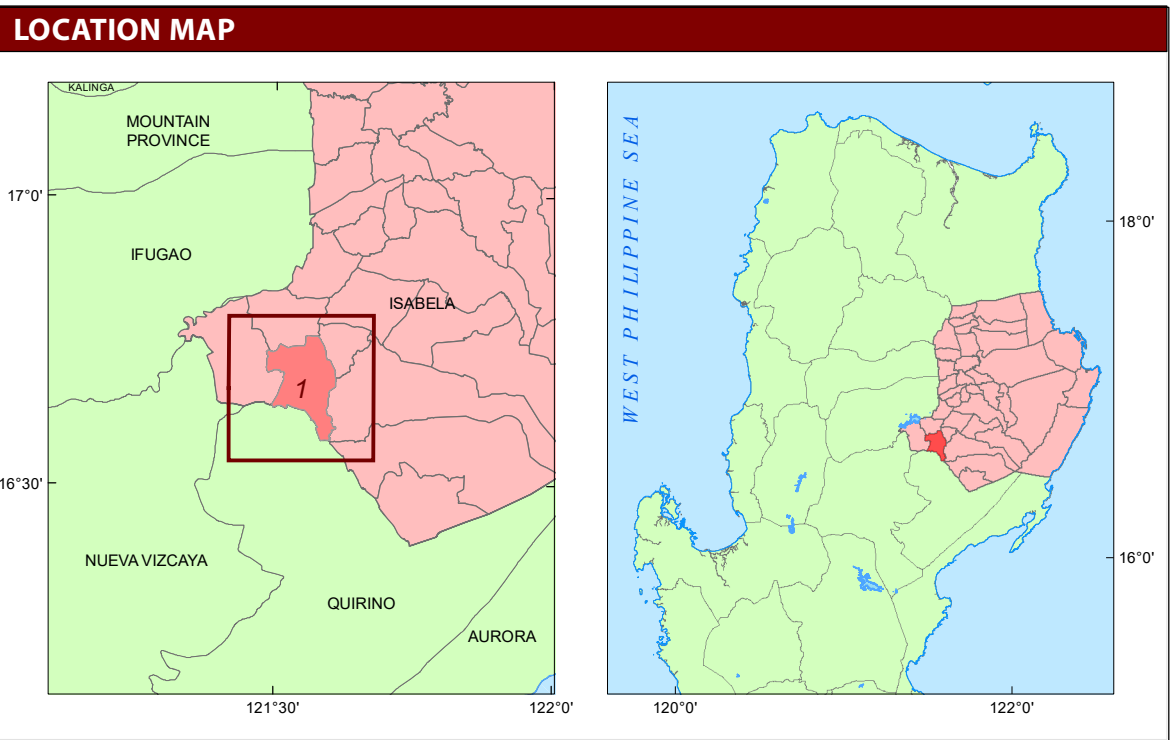 LOCATION MAP
KALINGA
MOUNTAIN
PROVINCE
17°0'
IFUGAO
ISABELA
1
16°30'
NUEVA VIZCAYA
QUIRINO
AURORA
121°30'
122°0'
WEST PHILIPPINE SEA
18°0'
16°0'
120°0'
122°0'